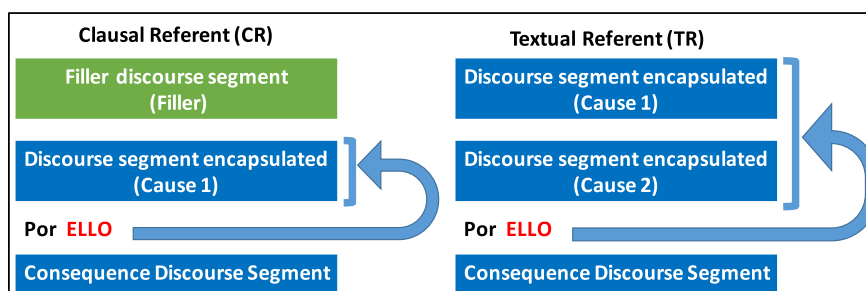 Clausal Referent (CR)
Filler discourse segment
(Filler)
Discourse segment encapsulated
(Cause 1)
Por ELLO
Consequence Discourse Segment
Textual Referent (TR)
Discourse segment encapsulated
(Cause 1)
Discourse segment encapsulated
(Cause 2)
Por ELLO
Consequence Discourse Segment